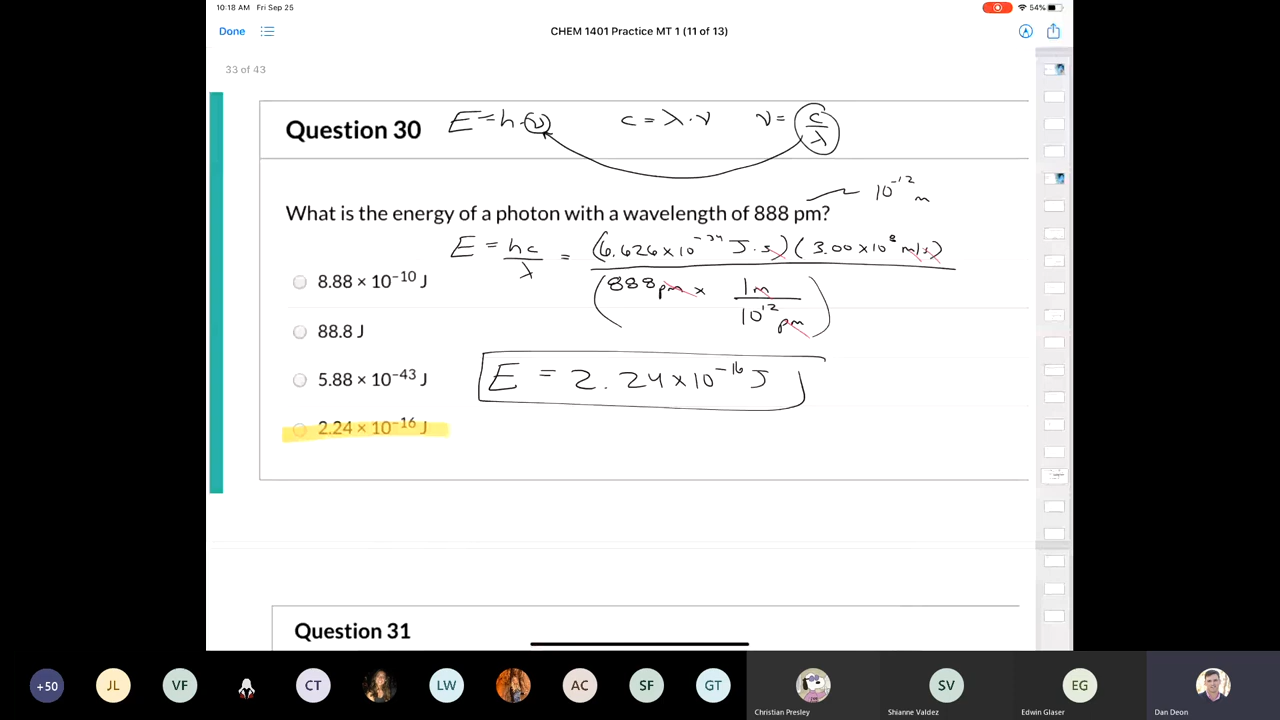 10:18 AM Fri Sep 25 54%
Done CHEM 1401 Practice MT 1 (11 of 13)
33 of 43
Question 30 E = h·ν c = λ·ν ν = c/λ
10⁻¹² m
What is the energy of a photon with a wavelength of 888 pm?
E = hc/λ = (6.626 × 10⁻³⁴ J·s)(3.00 × 10⁸ m/s)
8.88 × 10⁻¹⁰ J
(888 pm × 1m/10¹² pm)
88.8 J
5.88 × 10⁻⁴³ J
E = 2.24 × 10⁻¹⁶ J
2.24 × 10⁻¹⁶ J
Question 31
+50 JL VF CT LW AC SF GT SV EG
Christian Presley Shianne Valdez Edwin Glaser Dan Deon